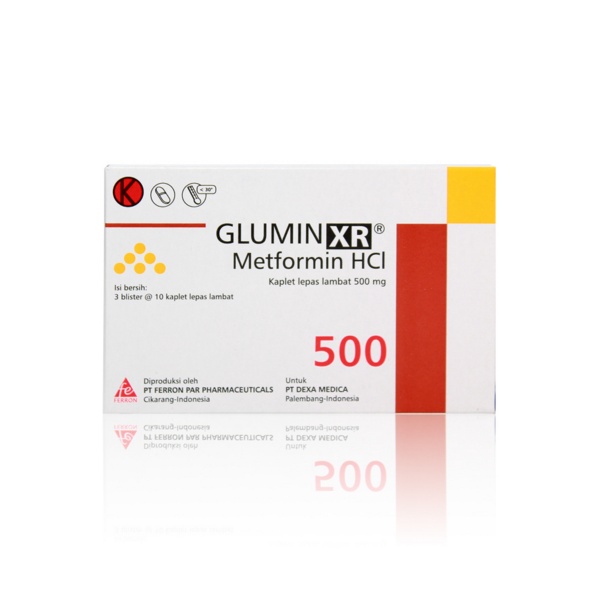 K
< 30°
GLUMIN XR®
Metformin HCl
Kaplet lepas lambat 500 mg
Isi bersih:
3 blister @ 10 kaplet lepas lambat
500
fe
FERRON
Diproduksi oleh
PT FERRON PAR PHARMACEUTICALS
Cikarang-Indonesia
Untuk
PT DEXA MEDICA
Palembang-Indonesia